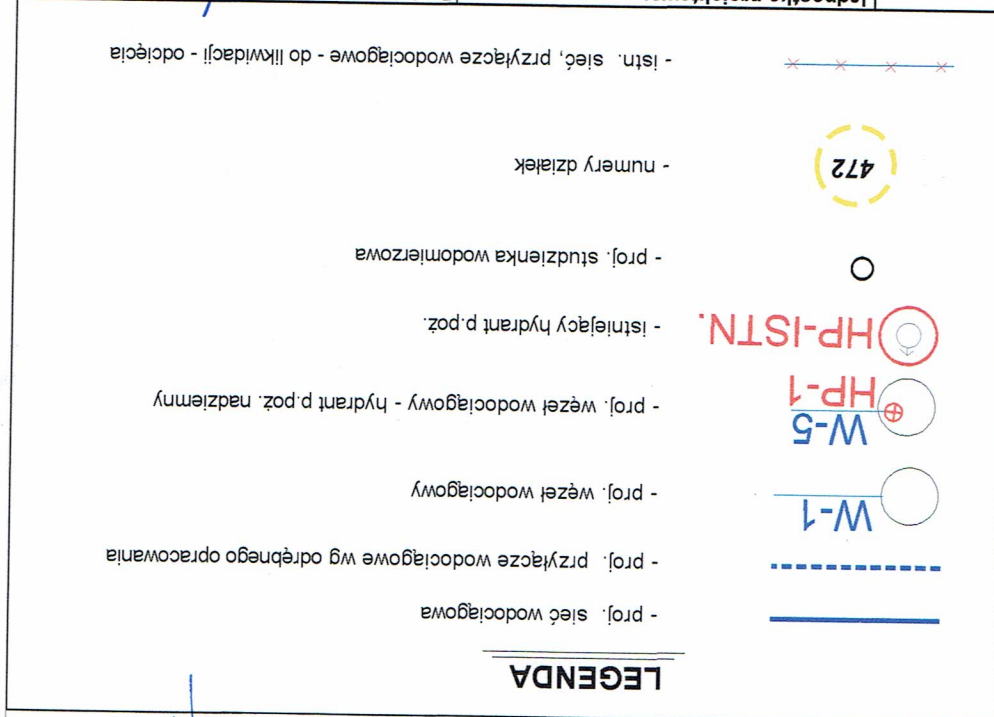 LEGENDA
- proj. sieć wodociągowa
- proj. przyłącze wodociągowe wg odrębnego opracowania
W-1 - proj. węzeł wodociągowy
W-5
HP-1 - proj. węzeł wodociągowy - hydrant p.poż. nadziemny
HP-ISTN. - istniejący hydrant p.poż.
- proj. studzienka wodomierzowa
472 - numery działek
- istn. sieć, przyłącze wodociągowe - do likwidacji - odcięcia